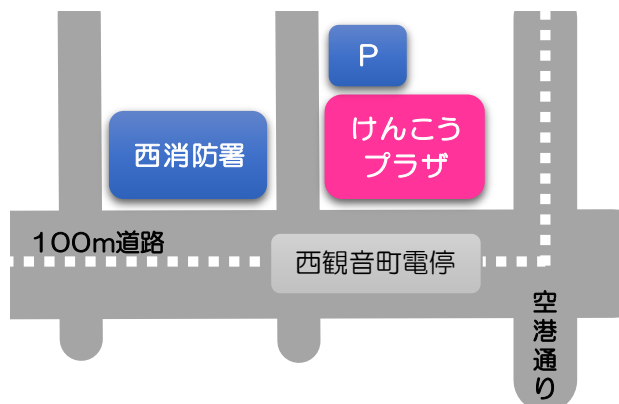 P
けんこう
プラザ
西消防署
100m道路
西観音町電停
空港通り